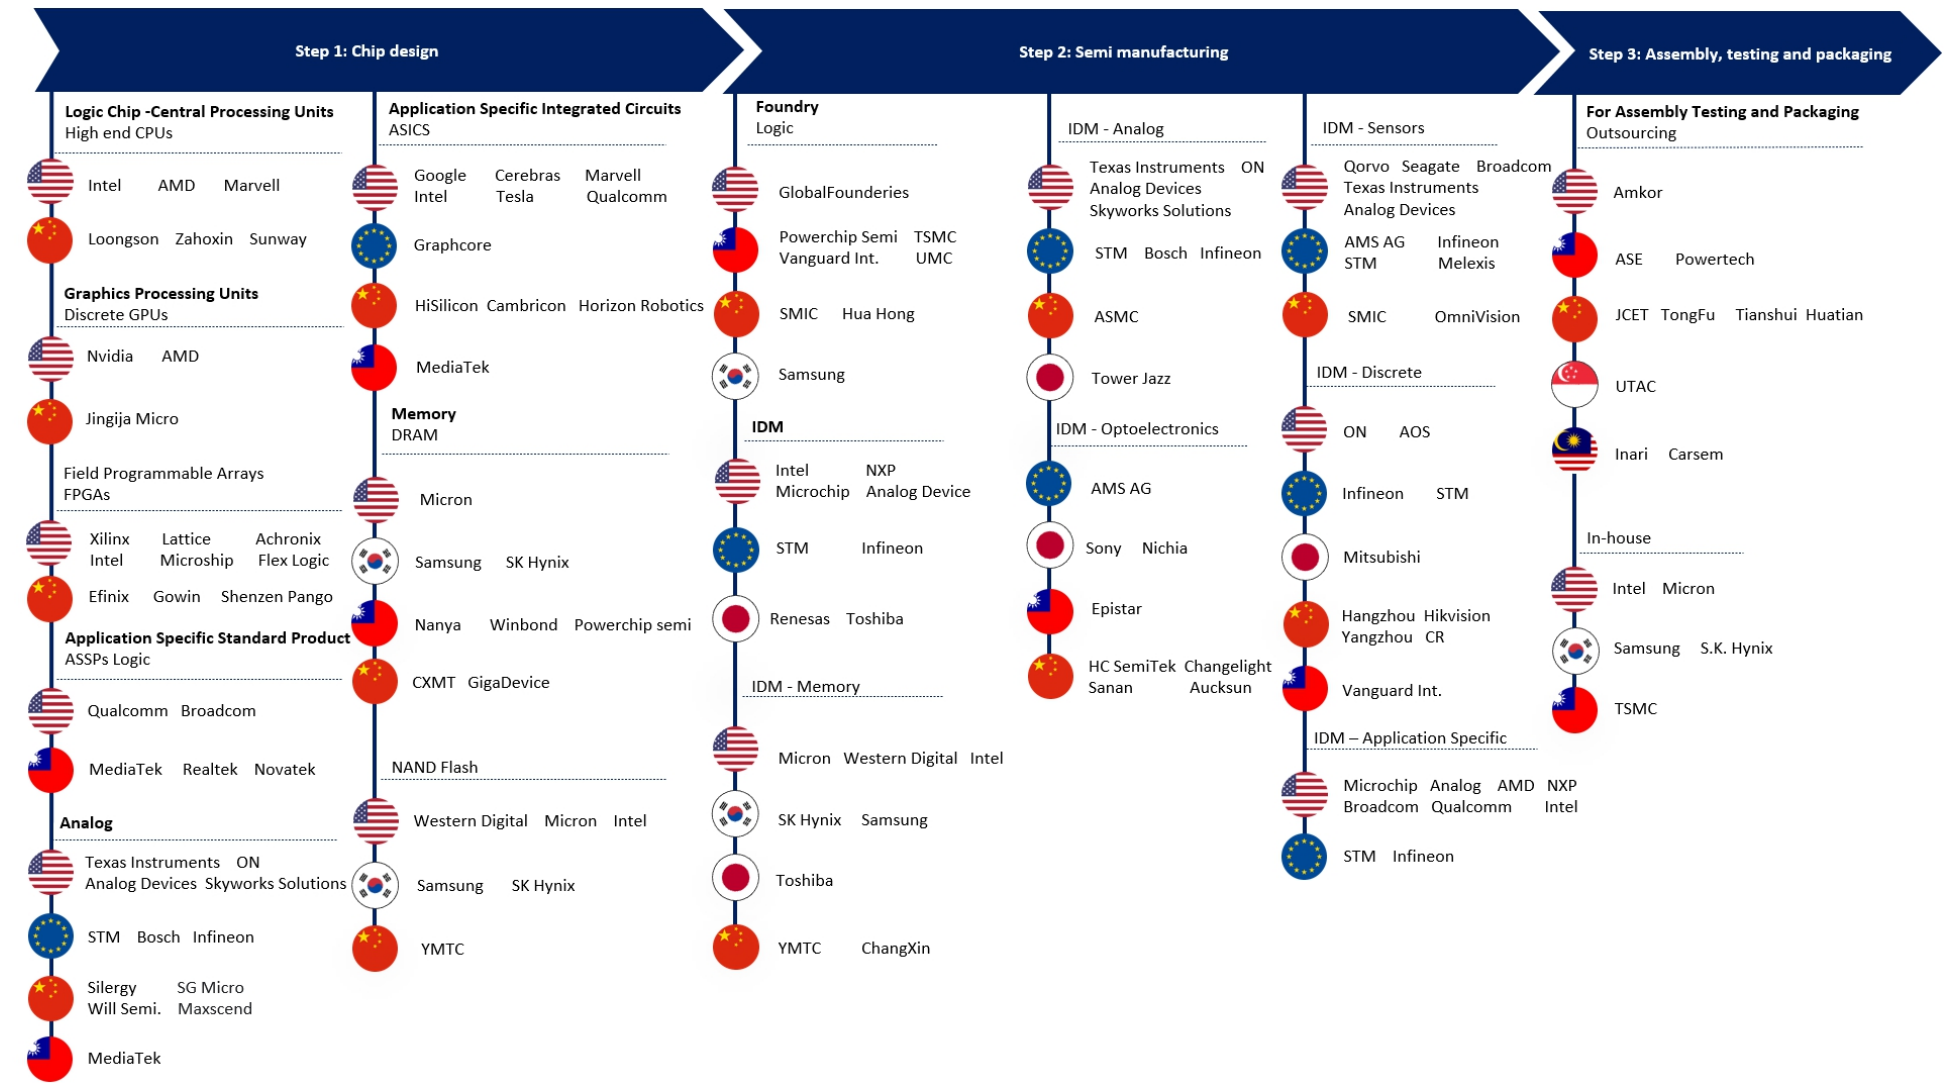 Step 1: Chip design
Step 2: Semi manufacturing
Step 3: Assembly, testing and packaging
Logic Chip -Central Processing Units
High end CPUs
Intel AMD Marvell
Loongson Zahoxin Sunway
Graphics Processing Units
Discrete GPUs
Nvidia AMD
Jingija Micro
Field Programmable Arrays
FPGAs
Xilinx Lattice Achronix
Intel Microship Flex Logic
Efinix Gowin Shenzen Pango
Application Specific Standard Product
ASSPs Logic
Qualcomm Broadcom
MediaTek Realtek Novatek
Analog
Texas Instruments ON
Analog Devices Skyworks Solutions
STM Bosch Infineon
Silergy SG Micro
Will Semi. Maxscend
MediaTek
Application Specific Integrated Circuits
ASICS
Google Cerebras Marvell
Intel Tesla Qualcomm
Graphcore
HiSilicon Cambricon Horizon Robotics
MediaTek
Memory
DRAM
Micron
Samsung SK Hynix
Nanya Winbond Powerchip semi
CXMT GigaDevice
NAND Flash
Western Digital Micron Intel
Samsung SK Hynix
YMTC
Foundry
Logic
GlobalFounderies
Powerchip Semi TSMC
Vanguard Int. UMC
SMIC Hua Hong
Samsung
IDM
Intel NXP
Microchip Analog Device
STM Infineon
Renesas Toshiba
IDM - Memory
Micron Western Digital Intel
SK Hynix Samsung
Toshiba
YMTC ChangXin
IDM - Analog
Texas Instruments ON
Analog Devices
Skyworks Solutions
STM Bosch Infineon
ASMC
Tower Jazz
IDM - Optoelectronics
AMS AG
Sony Nichia
Epistar
HC SemiTek Changelight
Sanan Aucksun
IDM - Sensors
Qorvo Seagate Broadcom
Texas Instruments
Analog Devices
AMS AG Infineon
STM Melexis
SMIC OmniVision
IDM - Discrete
ON AOS
Infineon STM
Mitsubishi
Hangzhou Hikvision
Yangzhou CR
Vanguard Int.
IDM – Application Specific
Microchip Analog AMD NXP
Broadcom Qualcomm Intel
STM Infineon
For Assembly Testing and Packaging
Outsourcing
Amkor
ASE Powertech
JCET TongFu Tianshui Huatian
UTAC
Inari Carsem
In-house
Intel Micron
Samsung S.K. Hynix
TSMC